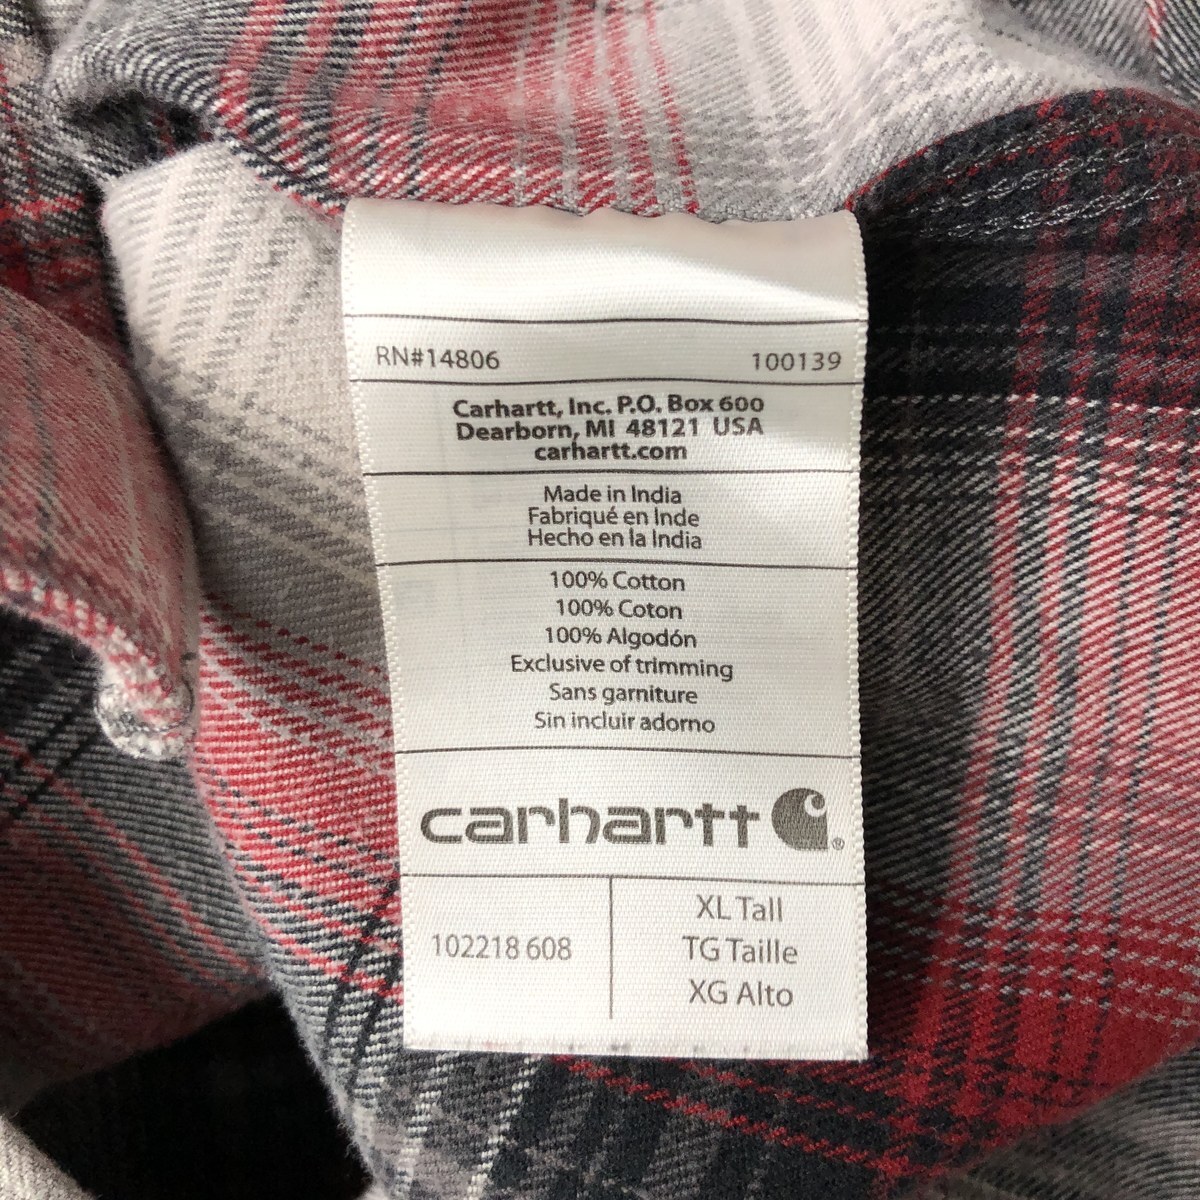 RN#14806 100139
Carhartt, Inc. P.O. Box 600
Dearborn, MI 48121 USA
carhartt.com
Made in India
Fabriqué en Inde
Hecho en la India
100% Cotton
100% Coton
100% Algodón
Exclusive of trimming
Sans garniture
Sin incluir adorno
carhartt ®
102218 608
XL Tall
TG Taille
XG Alto